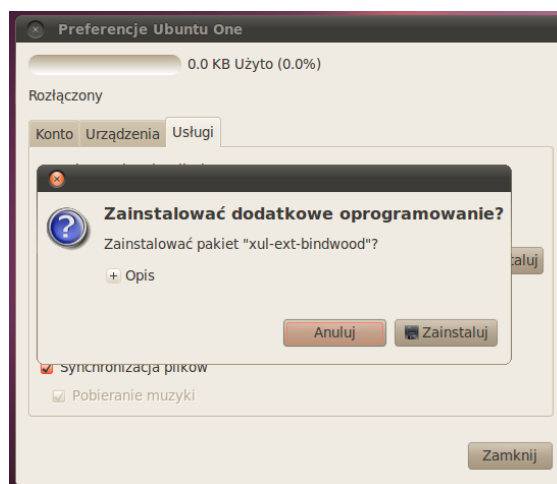 Preferencje Ubuntu One
0.0 KB Użyto (0.0%)
Rozłączony
Konto Urządzenia Usługi
Zainstalować dodatkowe oprogramowanie?
Zainstalować pakiet "xul-ext-bindwood"?
Opis
Anuluj Zainstaluj
Synchronizacja plików
Pobieranie muzyki
Zamknij